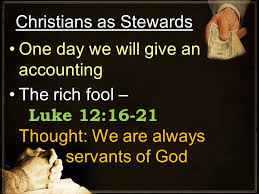 Christians as Stewards
• One day we will give an
accounting
• The rich fool –
Luke 12:16-21
Thought: We are always
servants of God